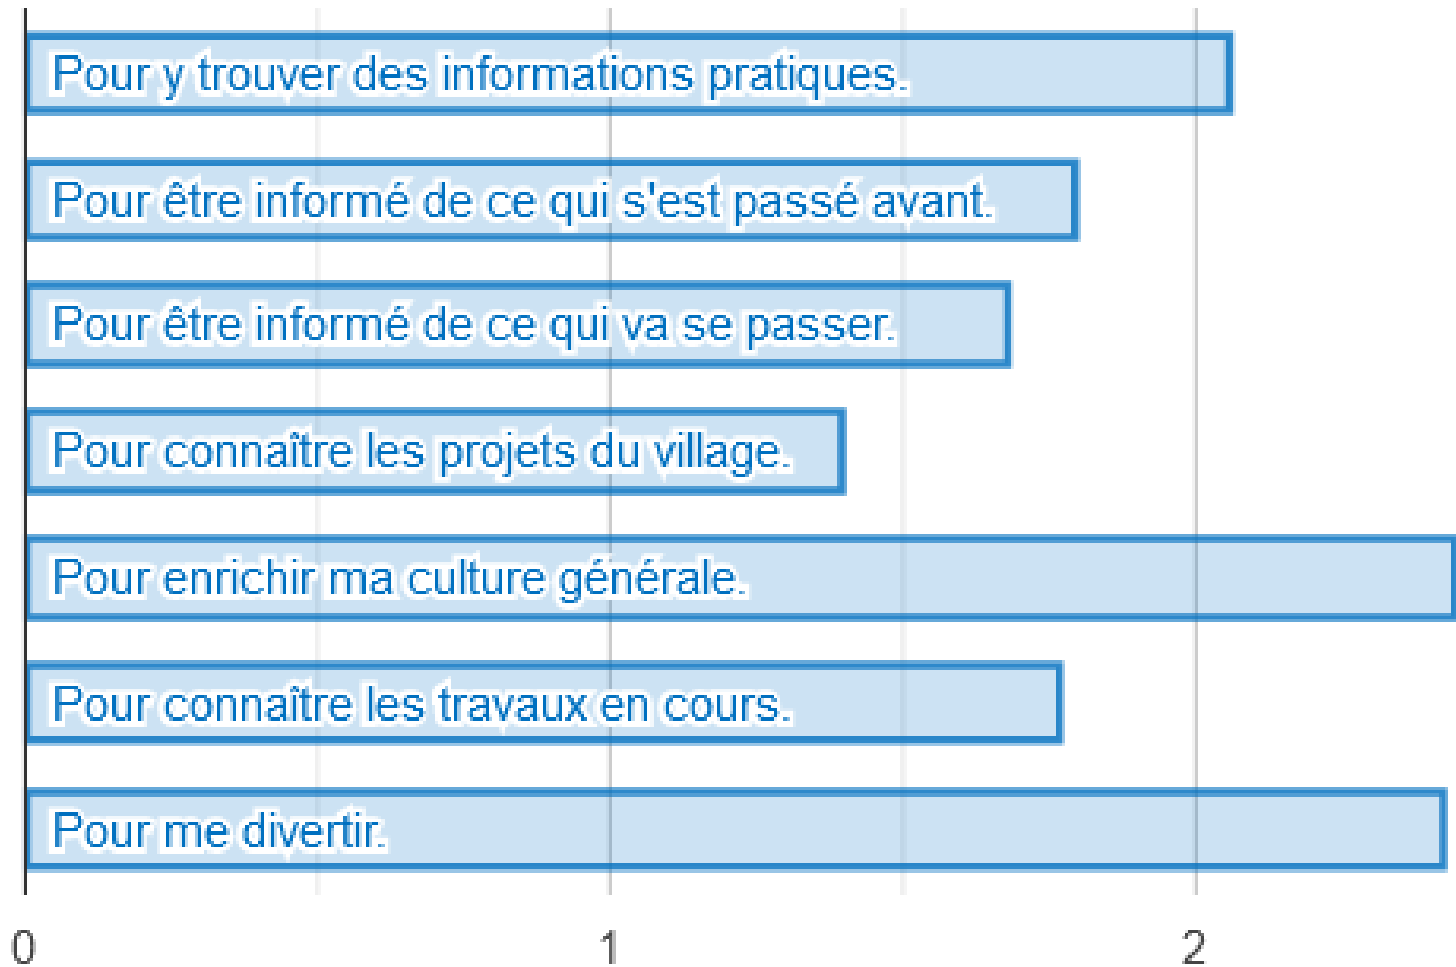 Pour y trouver des informations pratiques.
Pour être informé de ce qui s'est passé avant.
Pour être informé de ce qui va se passer.
Pour connaître les projets du village.
Pour enrichir ma culture générale.
Pour connaître les travaux en cours.
Pour me divertir.
0 1 2